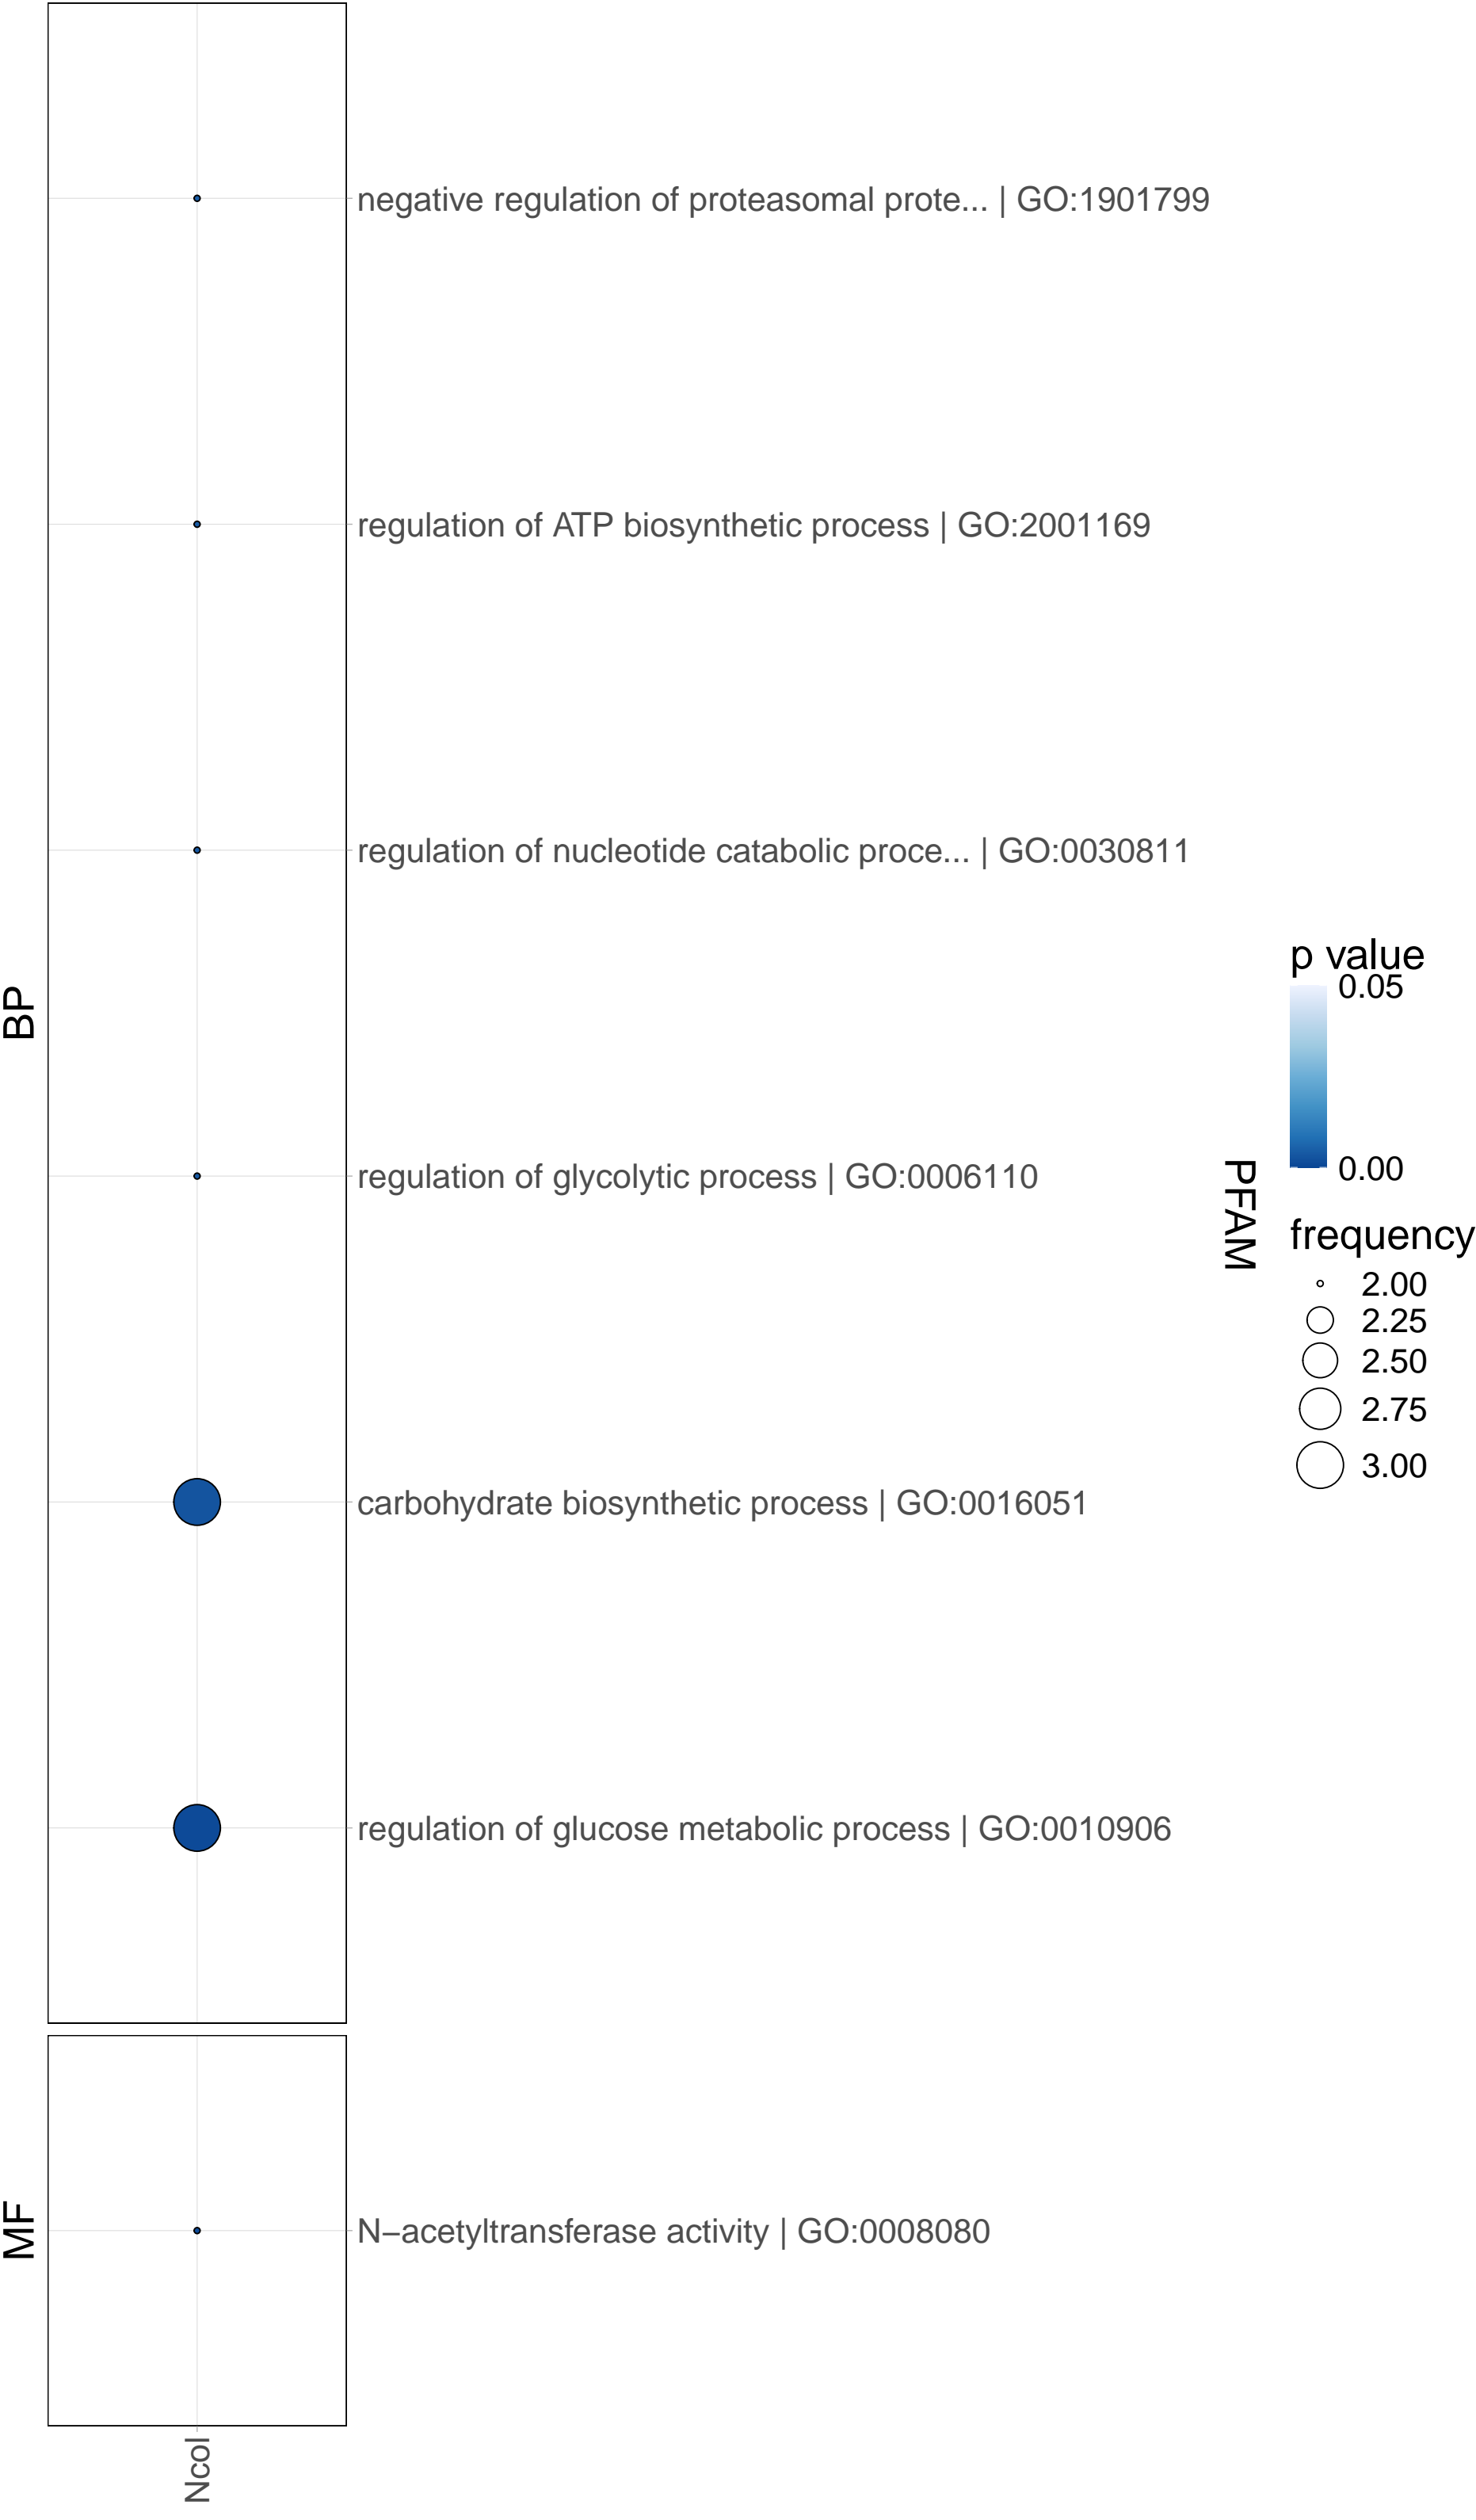 BP
negative regulation of proteasomal prote... | GO:1901799
regulation of ATP biosynthetic process | GO:2001169
regulation of nucleotide catabolic proce... | GO:0030811
regulation of glycolytic process | GO:0006110
carbohydrate biosynthetic process | GO:0016051
regulation of glucose metabolic process | GO:0010906
MF
N−acetyltransferase activity | GO:0008080
Ncol
PFAM
p value
0.05
0.00
frequency
2.00
2.25
2.50
2.75
3.00